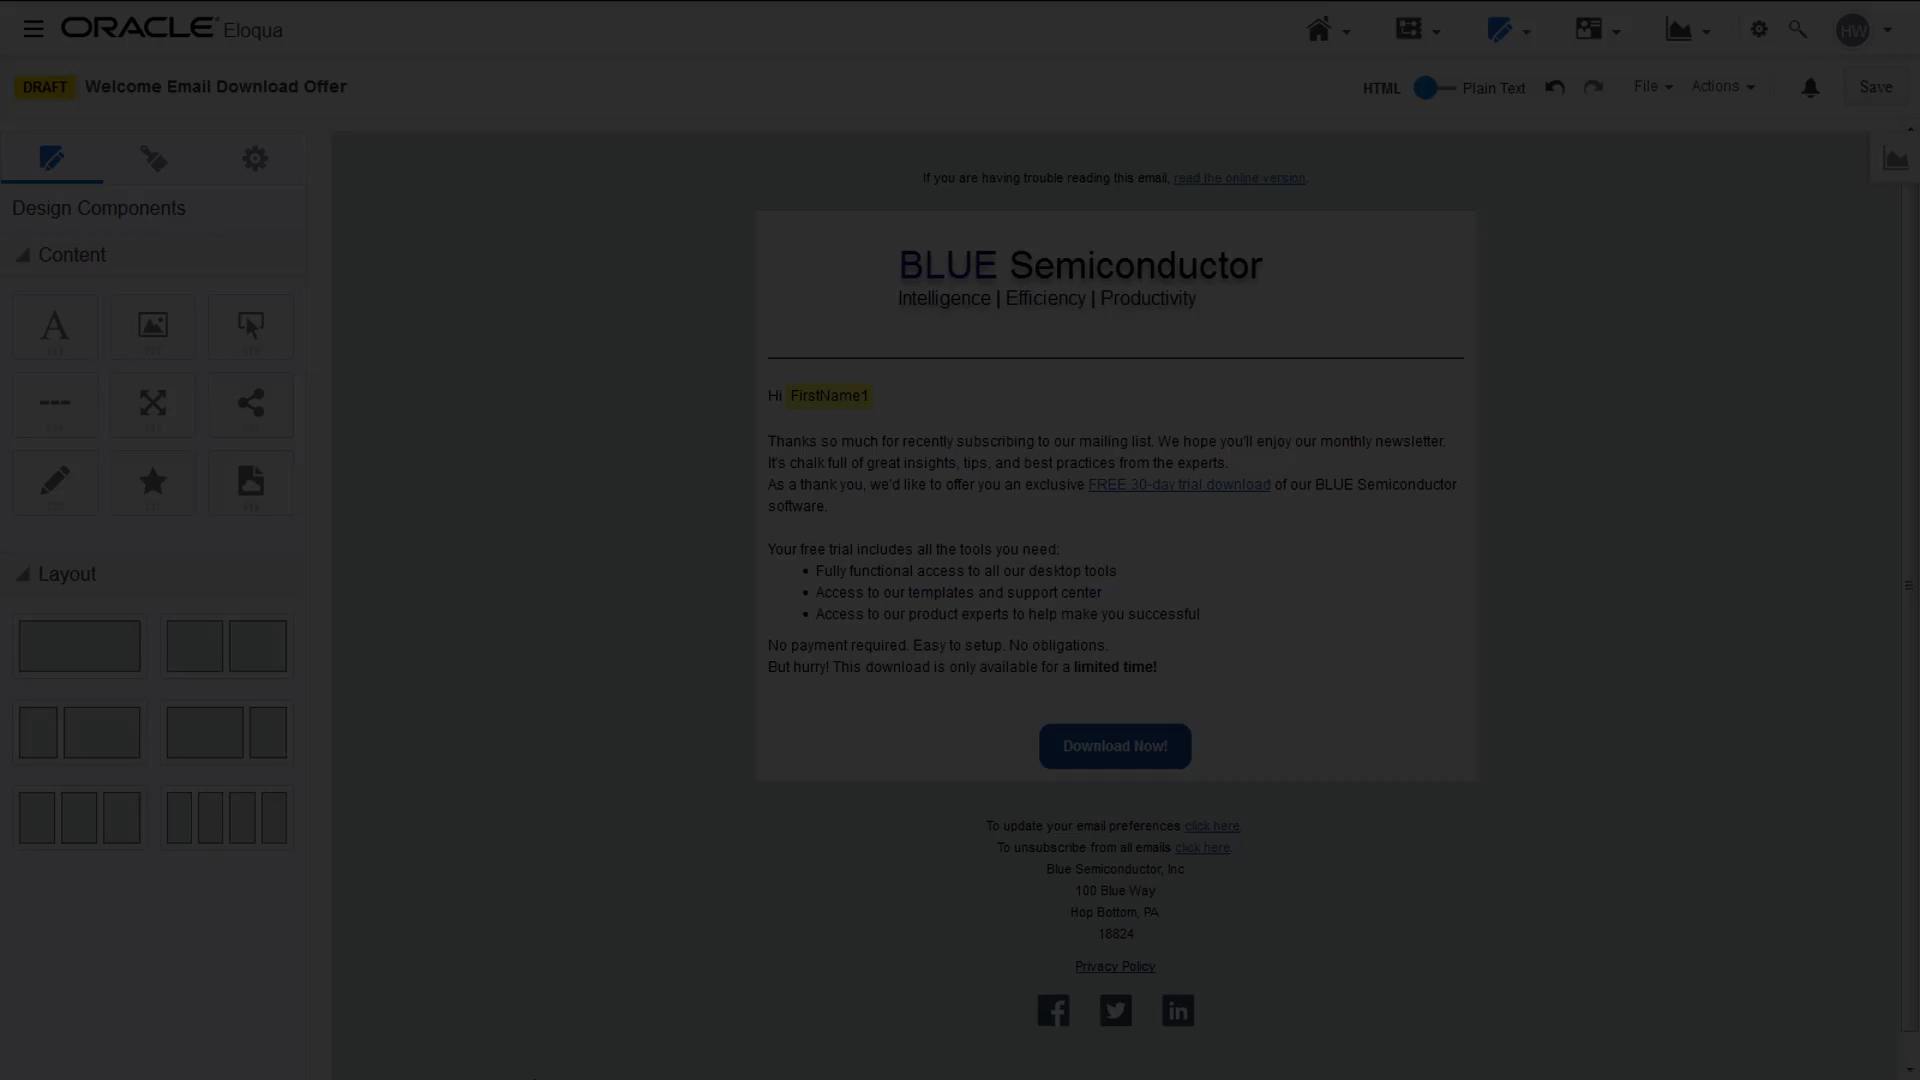 ORACLE Eloqua
HW
DRAFT Welcome Email Download Offer
HTML Plain Text File Actions Save
Design Components
Content
Layout
If you are having trouble reading this email, read the online version.
BLUE Semiconductor
Intelligence | Efficiency | Productivity
Hi FirstName1
Thanks so much for recently subscribing to our mailing list. We hope you'll enjoy our monthly newsletter.
It's chalk full of great insights, tips, and best practices from the experts.
As a thank you, we'd like to offer you an exclusive FREE 30-day trial download of our BLUE Semiconductor
software.
Your free trial includes all the tools you need:
• Fully functional access to all our desktop tools
• Access to our templates and support center
• Access to our product experts to help make you successful
No payment required. Easy to setup. No obligations.
But hurry! This download is only available for a limited time!
Download Now!
To update your email preferences click here.
To unsubscribe from all emails click here.
Blue Semiconductor, Inc
100 Blue Way
Hop Bottom, PA
18824
Privacy Policy